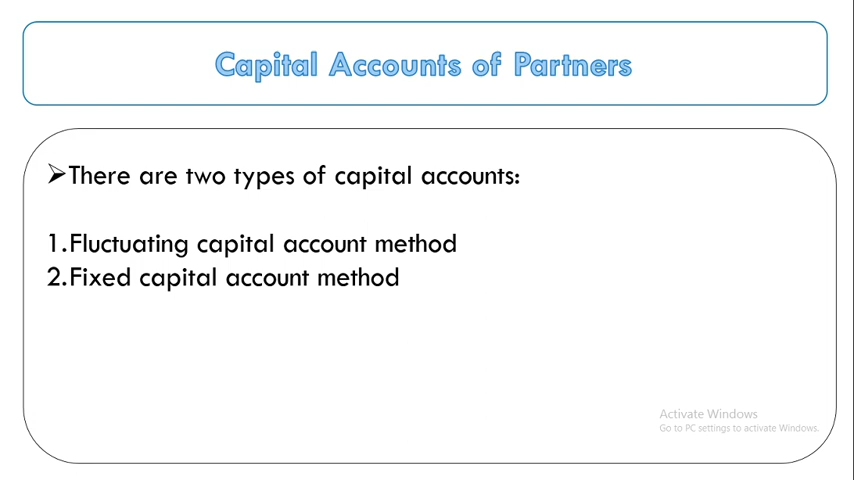 Capital Accounts of Partners
➢There are two types of capital accounts:
1.Fluctuating capital account method
2.Fixed capital account method
Activate Windows
Go to PC settings to activate Windows.